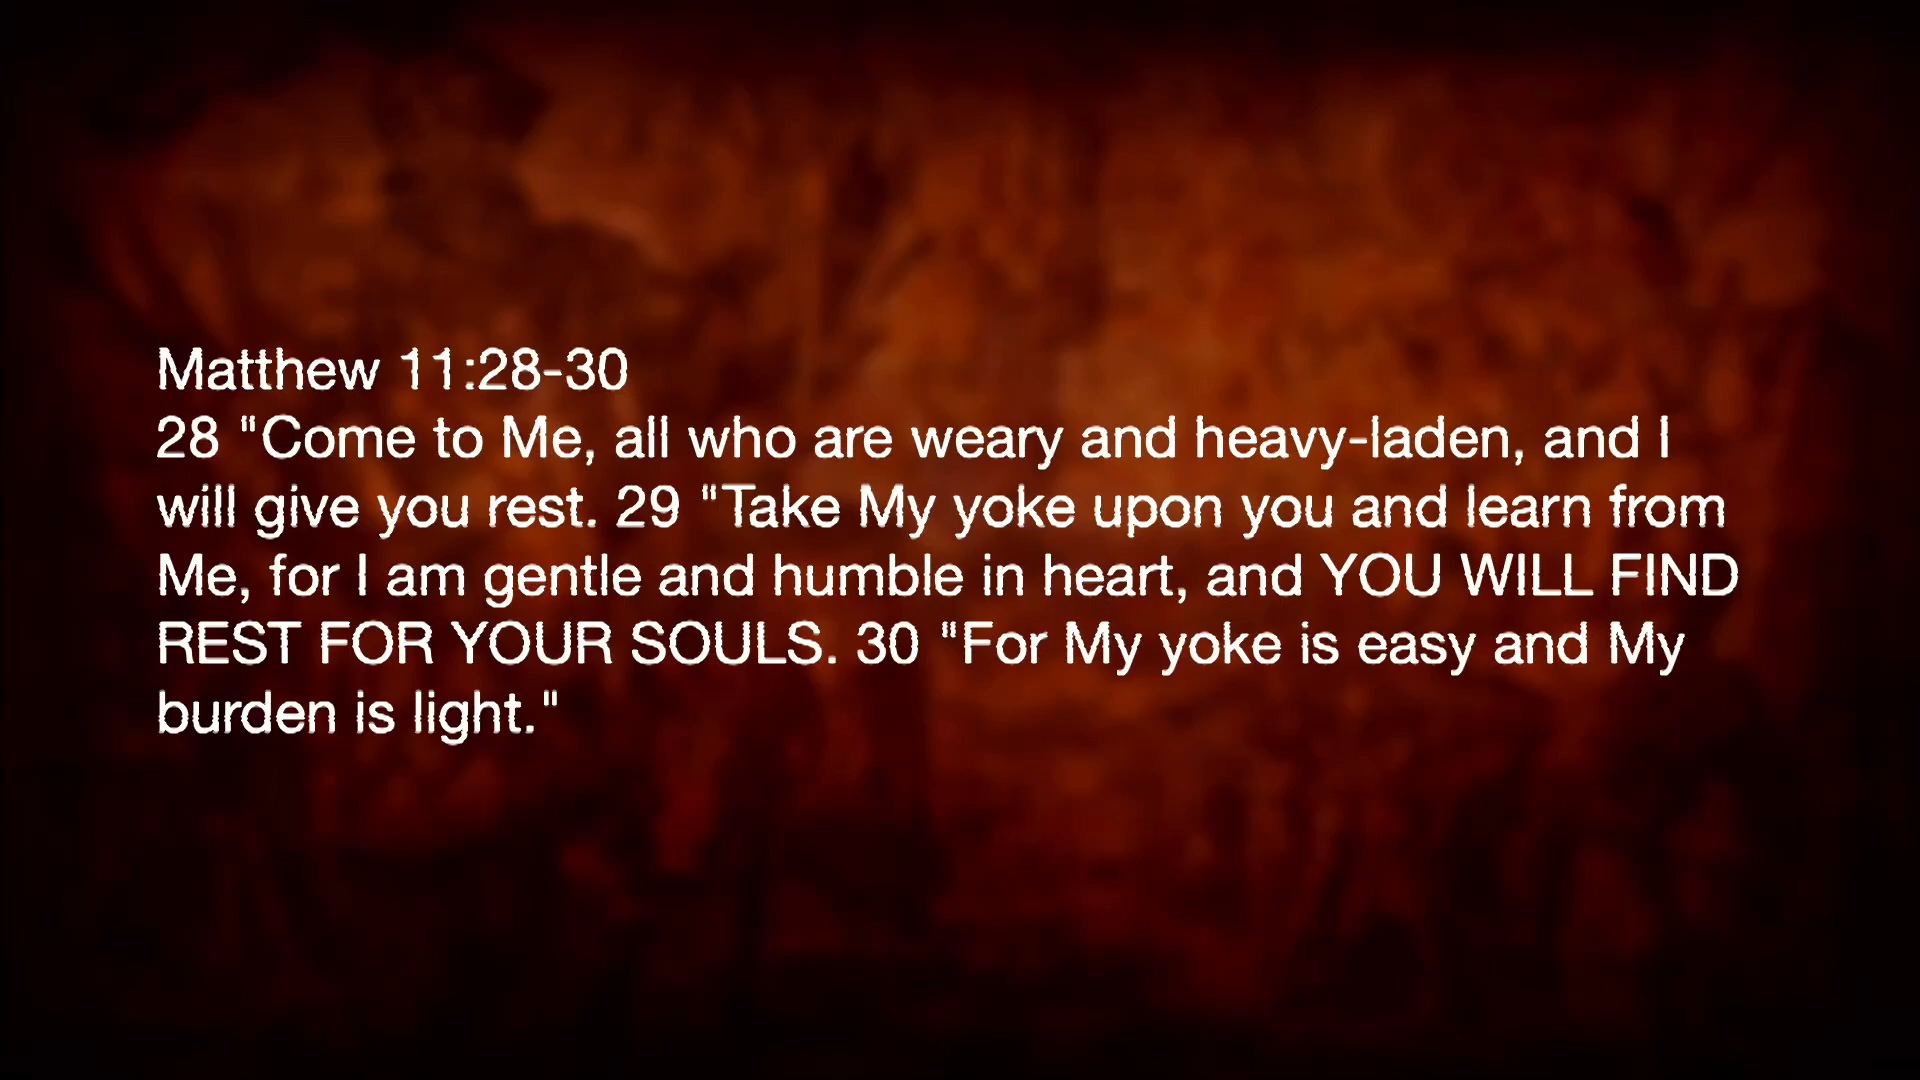 Matthew 11:28-30
28 "Come to Me, all who are weary and heavy-laden, and I
will give you rest. 29 "Take My yoke upon you and learn from
Me, for I am gentle and humble in heart, and YOU WILL FIND
REST FOR YOUR SOULS. 30 "For My yoke is easy and My
burden is light."